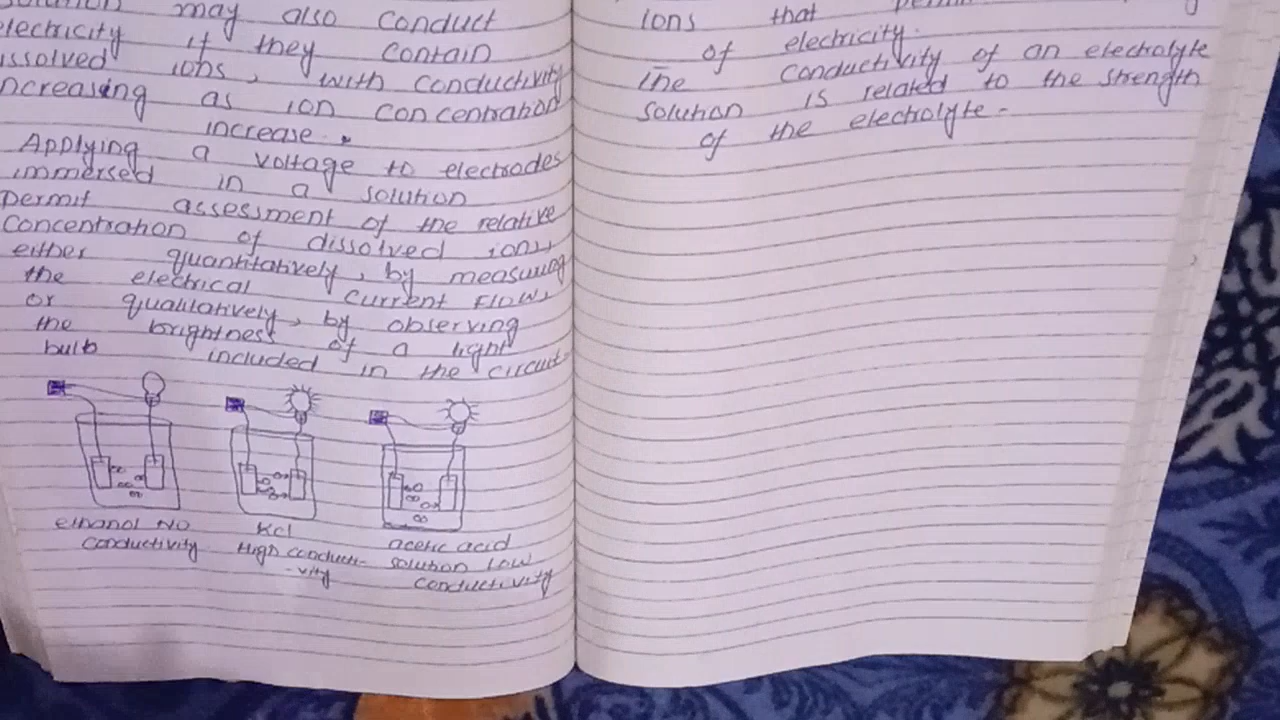 may also conduct
electricity if they contain
issolved ions, with conductivity
ncreasing as ion concentration
increase.
Applying a voltage to electrodes
immersed in a solution
permit assessment of the relative
Concentration of dissolved ions,
either quantitatively, by measuring
the electrical current flow,
or qualitatively, by observing
the brightness of a light
bulb included in the circuit.
ethanol NO
conductivity
KCl
High conducti-
-vity
acetic acid
solution low
conductivity
ions that
of electricity.
The conductivity of an electrolyte
solution is related to the strength
of the electrolyte.